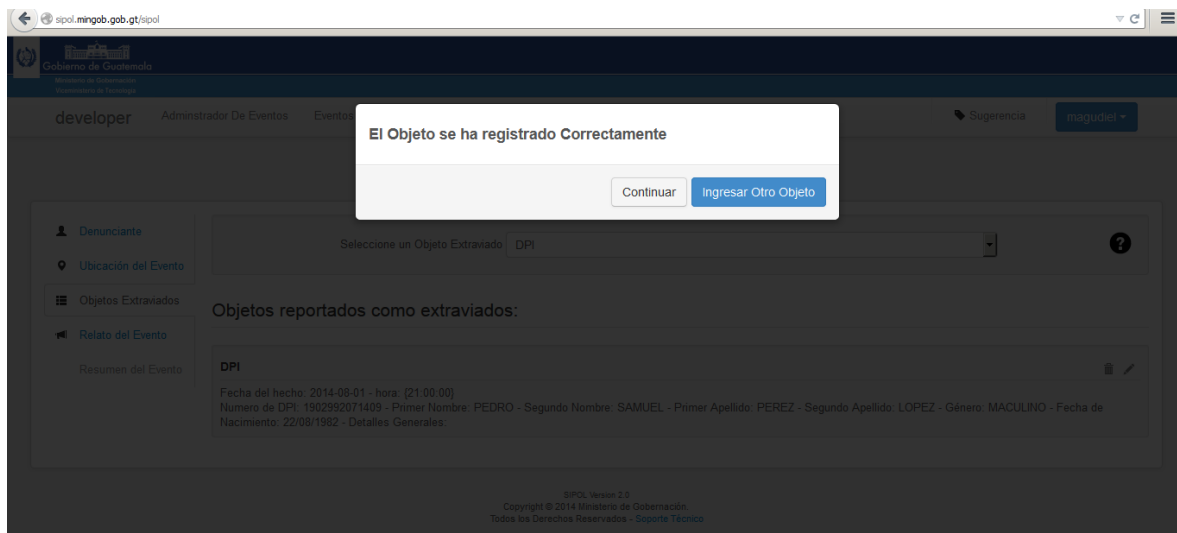 sipol.mingob.gob.gt/sipol
Gobierno de Guatemala
Ministerio de Gobernación
Viceministerio de Tecnología
developer Adminstrador De Eventos Eventos Sugerencia magudiel
El Objeto se ha registrado Correctamente
Continuar Ingresar Otro Objeto
Denunciante
Ubicación del Evento
Objetos Extraviados
Relato del Evento
Resumen del Evento
Seleccione un Objeto Extraviado DPI
Objetos reportados como extraviados:
DPI
Fecha del hecho: 2014-08-01 - hora: {21:00:00}
Numero de DPI: 1902992071409 - Primer Nombre: PEDRO - Segundo Nombre: SAMUEL - Primer Apellido: PEREZ - Segundo Apellido: LOPEZ - Género: MACULINO - Fecha de
Nacimiento: 22/08/1982 - Detalles Generales:
SIPOL Version 2.0
Copyright © 2014 Ministerio de Gobernación.
Todos los Derechos Reservados - Soporte Técnico